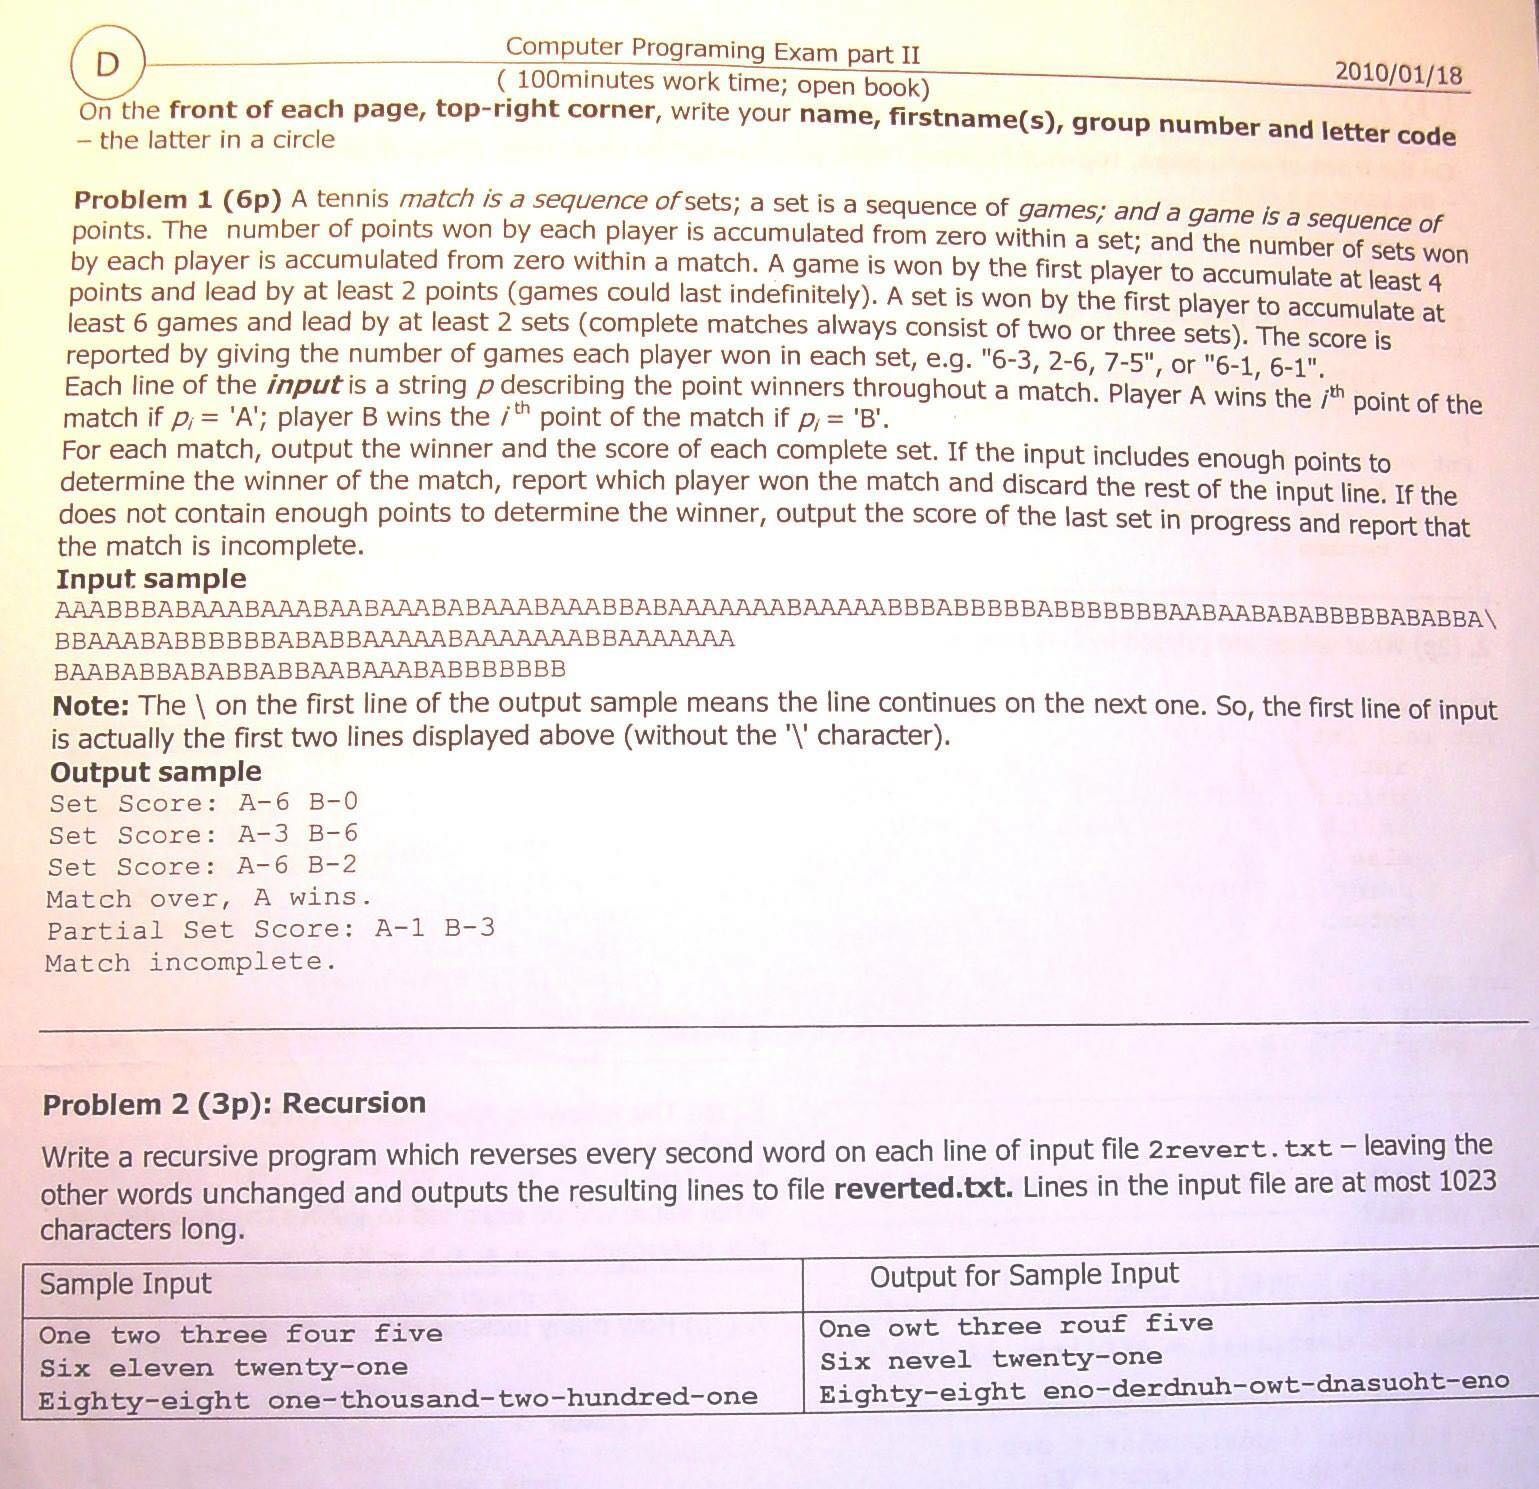 D
Computer Programing Exam part II
2010/01/18
( 100minutes work time; open book)
On the front of each page, top-right corner, write your name, firstname(s), group number and letter code
– the latter in a circle
Problem 1 (6p) A tennis match is a sequence of sets; a set is a sequence of games; and a game is a sequence of
points. The number of points won by each player is accumulated from zero within a set; and the number of sets won
by each player is accumulated from zero within a match. A game is won by the first player to accumulate at least 4
points and lead by at least 2 points (games could last indefinitely). A set is won by the first player to accumulate at
least 6 games and lead by at least 2 sets (complete matches always consist of two or three sets). The score is
reported by giving the number of games each player won in each set, e.g. "6-3, 2-6, 7-5", or "6-1, 6-1".
Each line of the input is a string p describing the point winners throughout a match. Player A wins the ith point of the
match if pi = 'A'; player B wins the ith point of the match if pi = 'B'.
For each match, output the winner and the score of each complete set. If the input includes enough points to
determine the winner of the match, report which player won the match and discard the rest of the input line. If the
does not contain enough points to determine the winner, output the score of the last set in progress and report that
the match is incomplete.
Input sample
AAABBBABAAABAAABAABAAABABAAABAAABBABAAAAAAABAAAAABBBABBBBBABBBBBBBAABAABABABBBBBABABBA\
BBAAABABBBBBBABABBAAAAABAAAAAAABBAAAAAAA
BAABABBABABBABBAABAAABABBBBBBB
Note: The \ on the first line of the output sample means the line continues on the next one. So, the first line of input
is actually the first two lines displayed above (without the '\' character).
Output sample
Set Score: A-6 B-0
Set Score: A-3 B-6
Set Score: A-6 B-2
Match over, A wins.
Partial Set Score: A-1 B-3
Match incomplete.
Problem 2 (3p): Recursion
Write a recursive program which reverses every second word on each line of input file 2revert.txt – leaving the
other words unchanged and outputs the resulting lines to file reverted.txt. Lines in the input file are at most 1023
characters long.
Sample Input
Output for Sample Input
One two three four five
Six eleven twenty-one
Eighty-eight one-thousand-two-hundred-one
One owt three rouf five
Six nevel twenty-one
Eighty-eight eno-derdnuh-owt-dnasuoht-eno